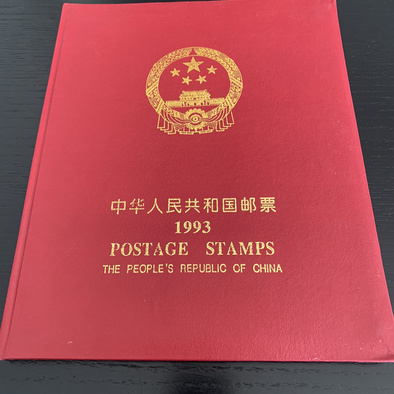 中华人民共和国邮票
1993
POSTAGE STAMPS
THE PEOPLE'S REPUBLIC OF CHINA